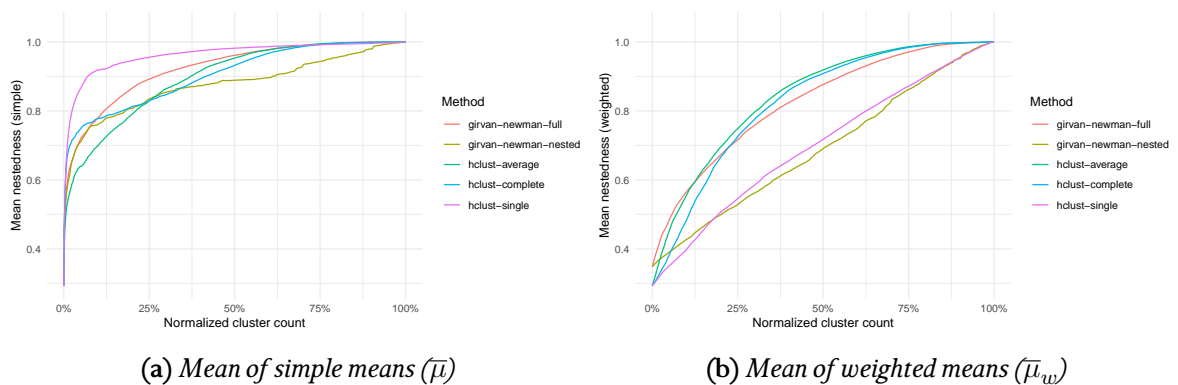 Mean nestedness (simple)
1.0
0.8
0.6
0.4
0% 25% 50% 75% 100%
Normalized cluster count
Method
girvan−newman−full
girvan−newman−nested
hclust−average
hclust−complete
hclust−single
(a) Mean of simple means (μ̅)
Mean nestedness (weighted)
1.0
0.8
0.6
0.4
0% 25% 50% 75% 100%
Normalized cluster count
Method
girvan−newman−full
girvan−newman−nested
hclust−average
hclust−complete
hclust−single
(b) Mean of weighted means (μ̅w)